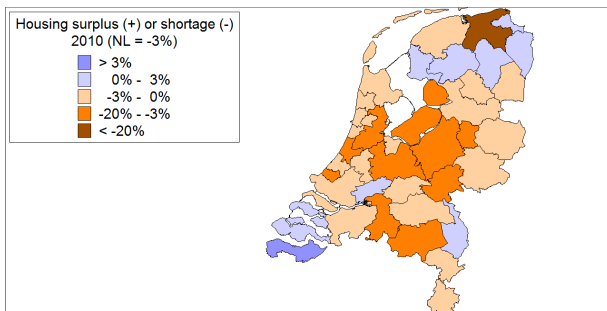 Housing surplus (+) or shortage (-)
2010 (NL = -3%)
> 3%
0% - 3%
-3% - 0%
-20% - -3%
< -20%